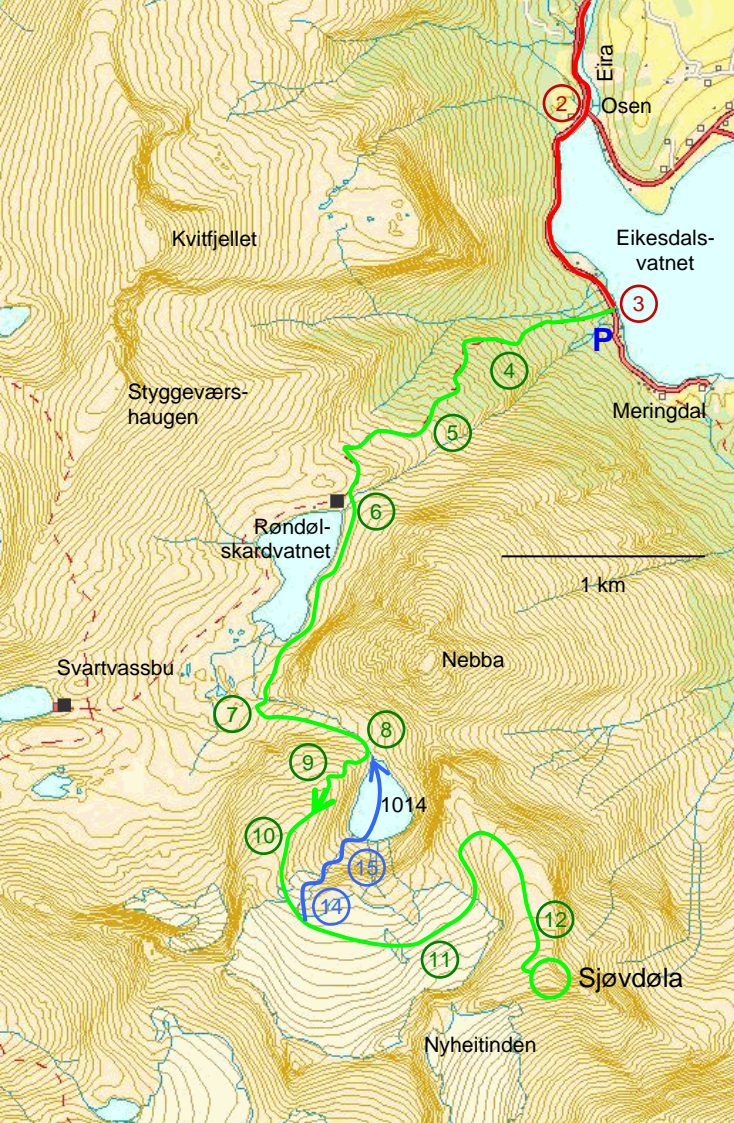 Eira
2
Osen
Kvitfjellet
Eikesdals-
vatnet
3
P
4
Styggeværs-
haugen
Meringdal
5
6
Røndøl-
skardvatnet
1 km
Nebba
Svartvassbu
7
8
9
1014
10
15
14
12
11
Sjøvdøla
Nyheitinden